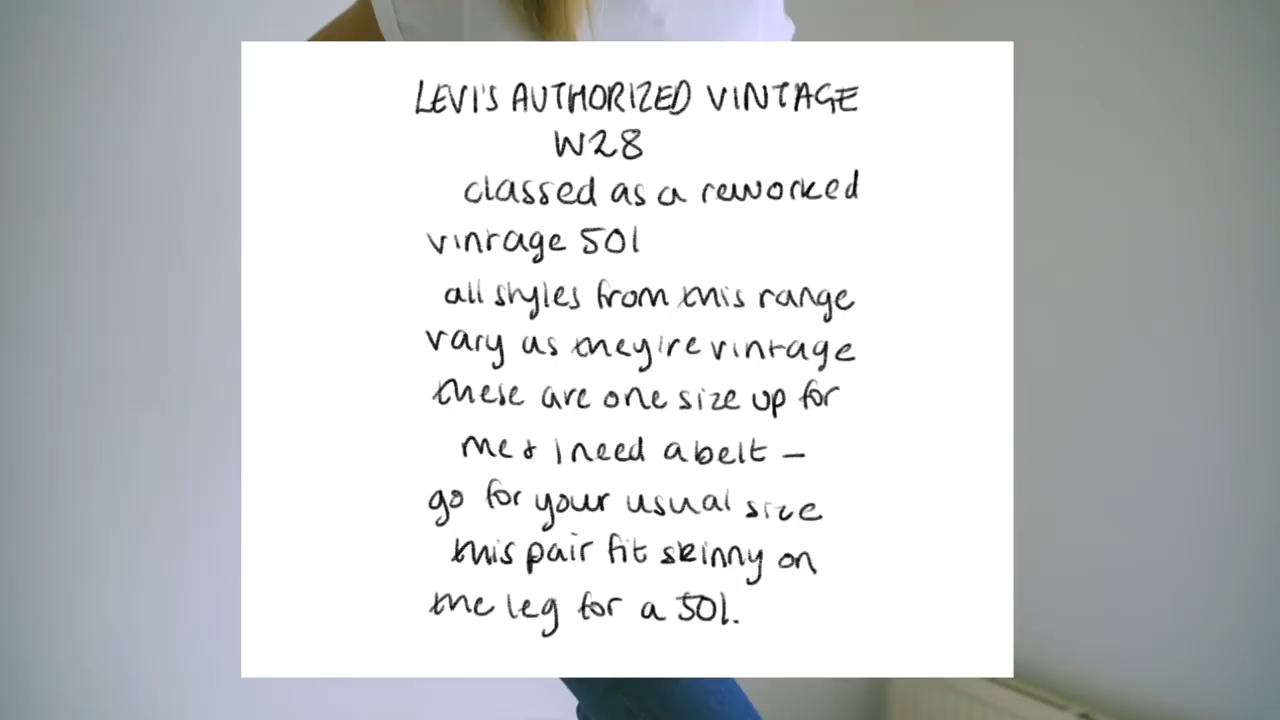 LEVI'S AUTHORIZED VINTAGE
W28
classed as a reworked
vintage 501
all styles from this range
vary as they're vintage
these are one size up for
me & I need a belt –
go for your usual size
this pair fit skinny on
the leg for a 501.